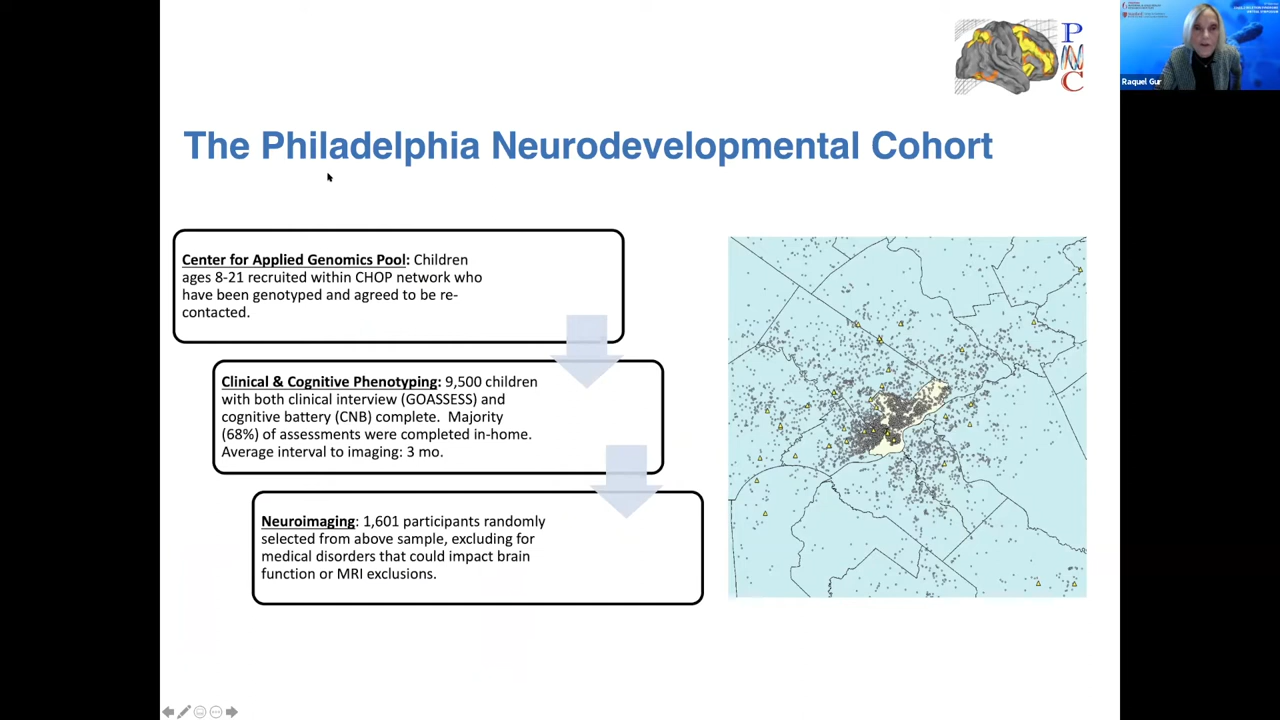 P
N
C
Raquel Gur
The Philadelphia Neurodevelopmental Cohort
Center for Applied Genomics Pool: Children
ages 8-21 recruited within CHOP network who
have been genotyped and agreed to be re-
contacted.
Clinical & Cognitive Phenotyping: 9,500 children
with both clinical interview (GOASSESS) and
cognitive battery (CNB) complete. Majority
(68%) of assessments were completed in-home.
Average interval to imaging: 3 mo.
Neuroimaging: 1,601 participants randomly
selected from above sample, excluding for
medical disorders that could impact brain
function or MRI exclusions.